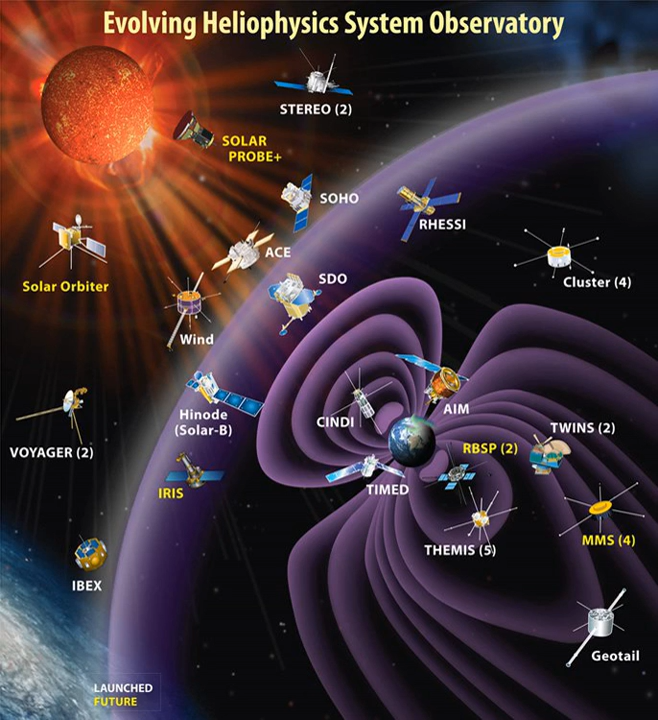 Evolving Heliophysics System Observatory
STEREO (2)
SOLAR
PROBE+
SOHO
RHESSI
ACE
Cluster (4)
Solar Orbiter
SDO
Wind
Hinode
(Solar-B)
CINDI
AIM
VOYAGER (2)
RBSP (2)
TWINS (2)
IRIS
TIMED
THEMIS (5)
MMS (4)
IBEX
Geotail
LAUNCHED
FUTURE